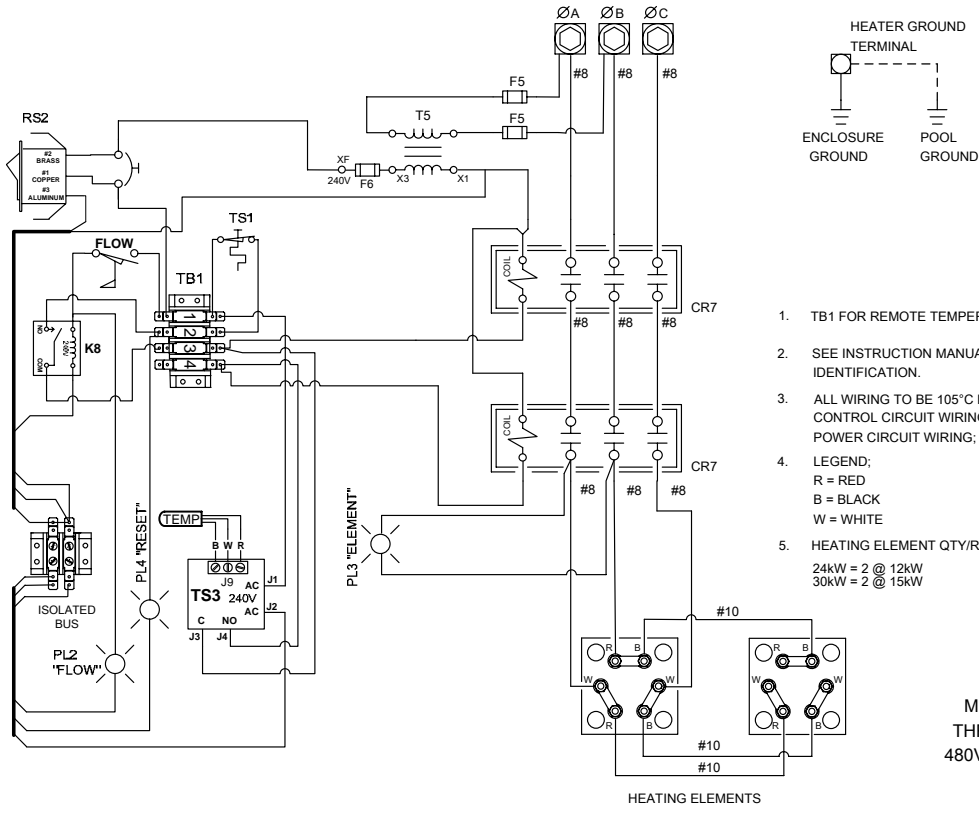 ØA ØB ØC
#8 #8 #8
F5
F5
T5
XF
240V
F6
X3
X1
RS2
#2
BRASS
#1
COPPER
#3
ALUMINUM
HEATER GROUND
TERMINAL
ENCLOSURE
GROUND
POOL
GROUND
FLOW
TS1
TB1
1
2
3
4
NO
COM
240V
K8
COIL
CR7
#8 #8 #8
COIL
CR7
#8 #8 #8
1. TB1 FOR REMOTE
2. SEE INSTRUCTION
IDENTIFICATION.
3. ALL WIRING TO BE 105°C
CONTROL CIRCUIT
POWER CIRCUIT WIRING;
4. LEGEND;
R = RED
B = BLACK
W = WHITE
5. HEATING ELEMENT
24kW = 2 @ 12kW
30kW = 2 @ 15kW
ISOLATED
BUS
PL2
"FLOW"
PL4 "RESET"
TEMP
B W R
J9
TS3
240V
AC
J1
AC
J2
C NO
J3 J4
PL3 "ELEMENT"
#10
R B
W W
R B
R B
W W
R B
#10
#10
HEATING ELEMENTS
480V